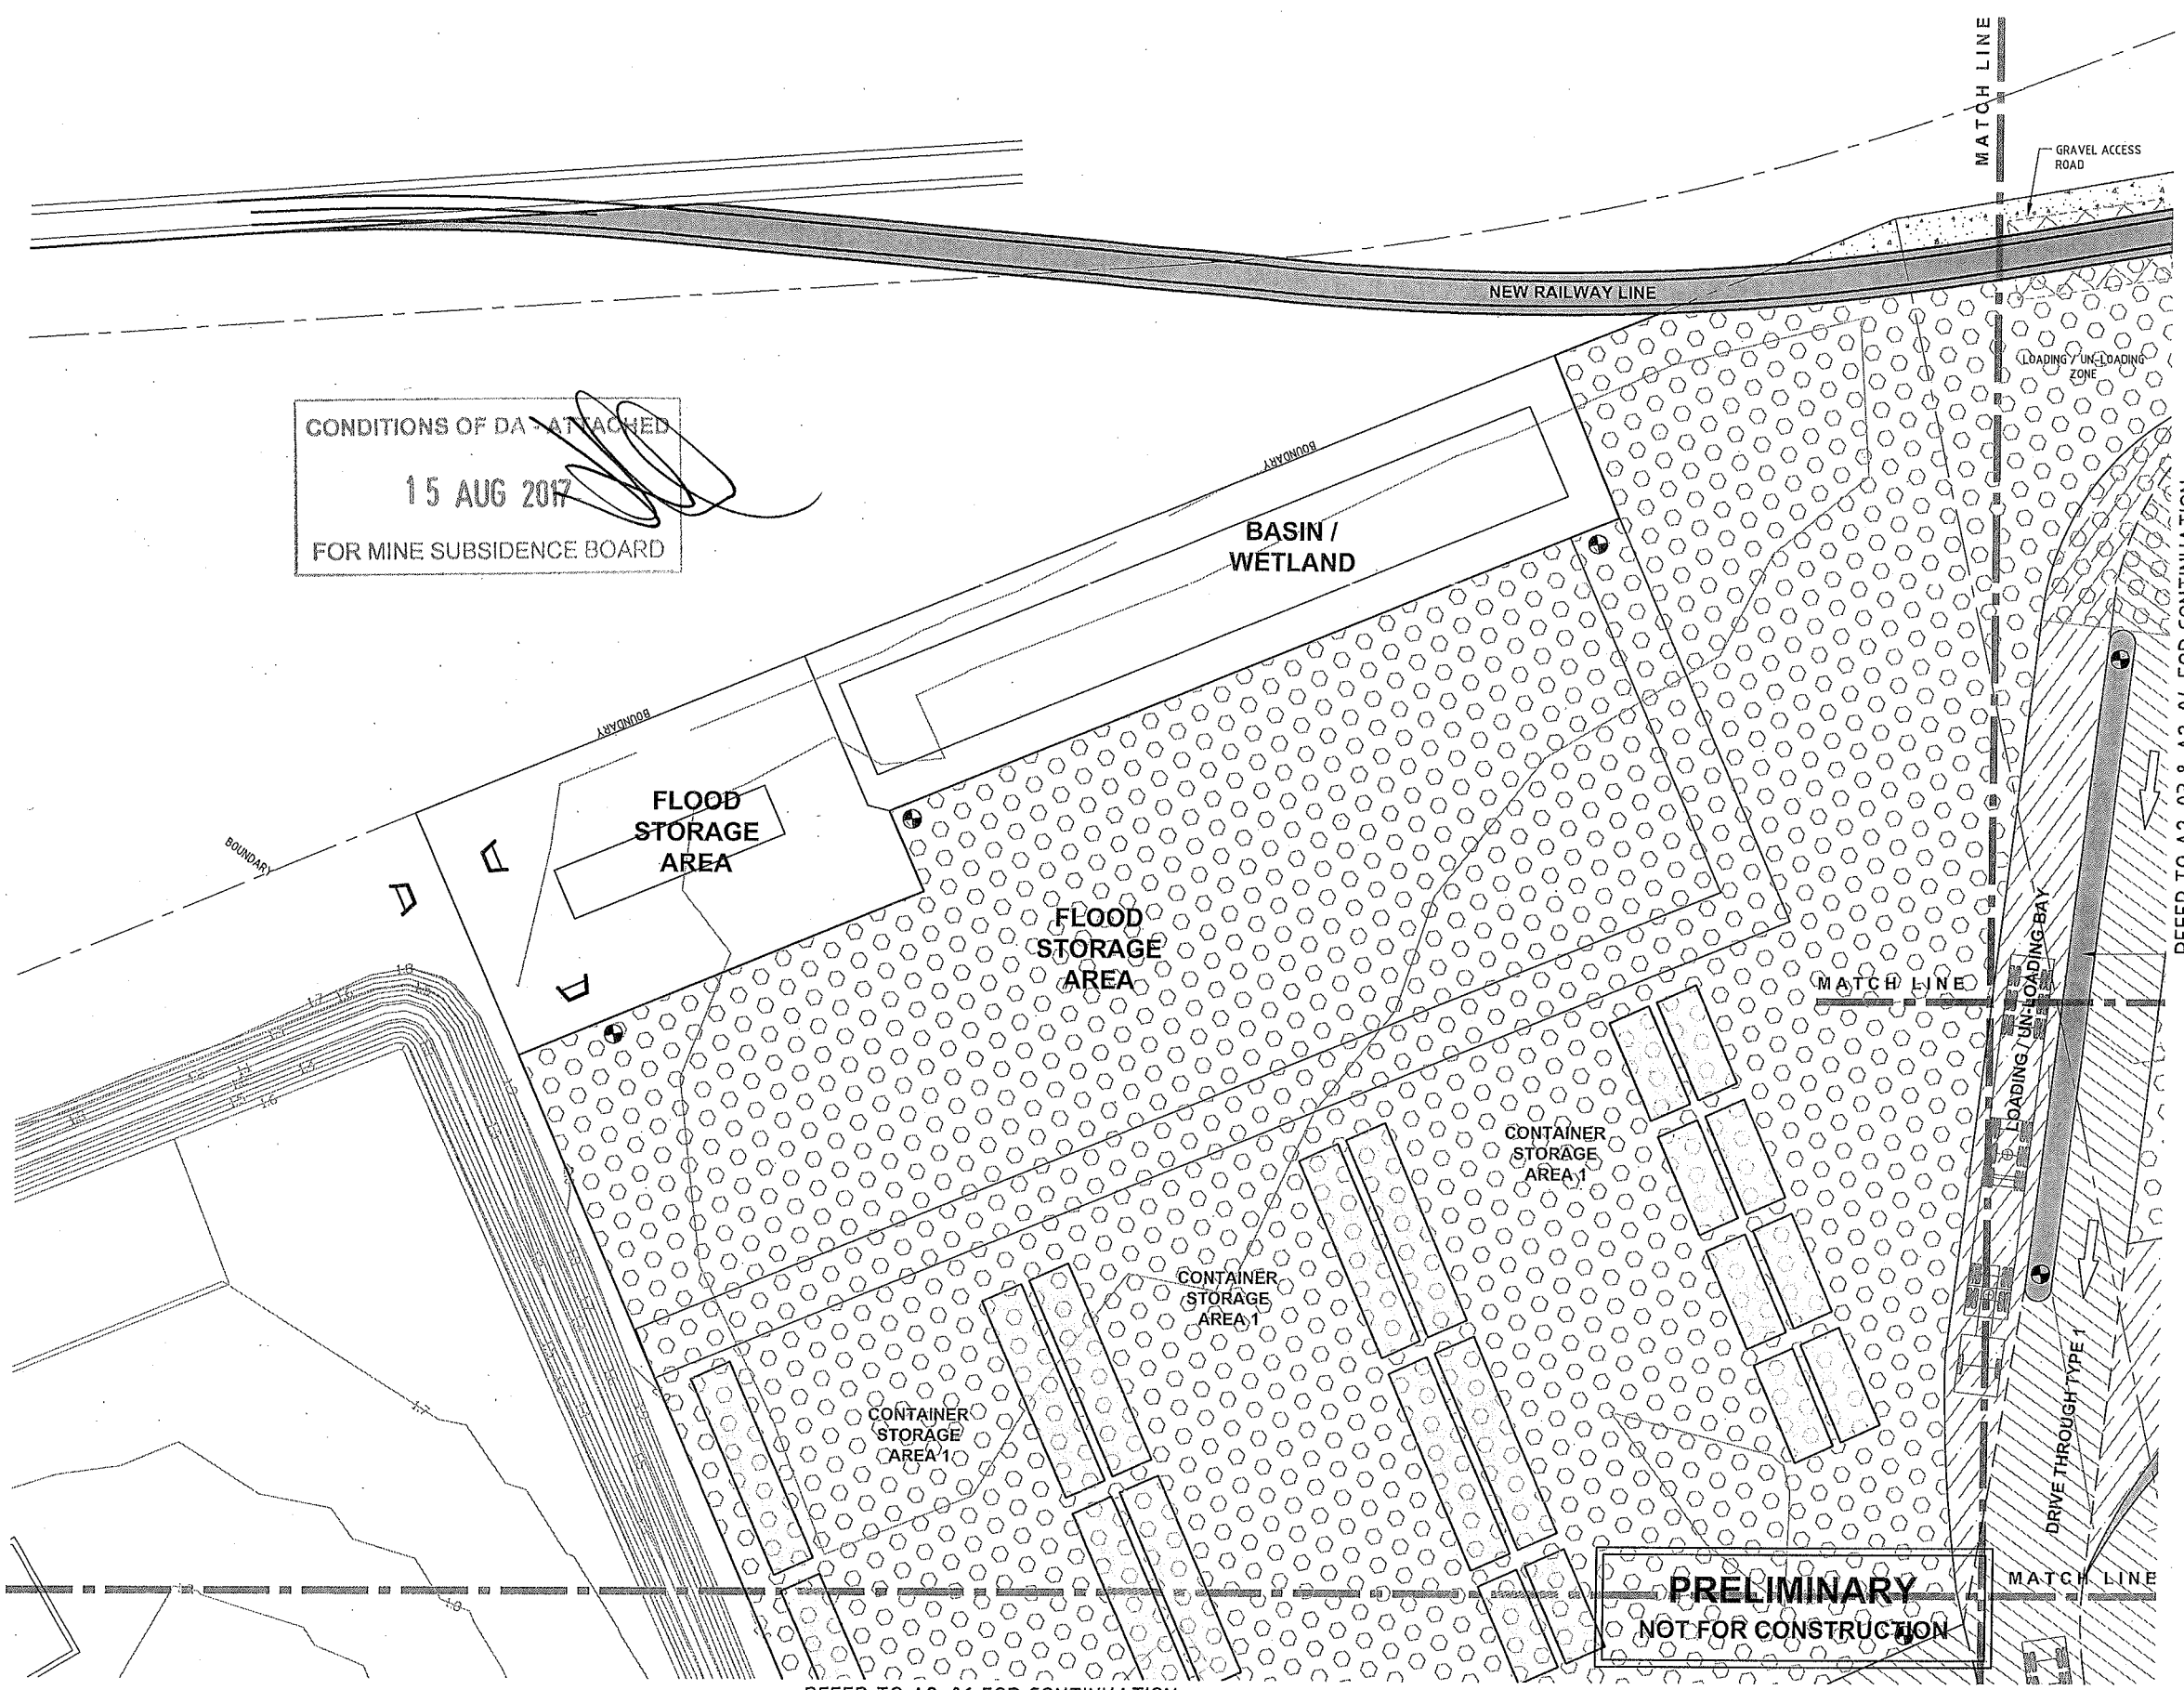 MATCH LINE
GRAVEL ACCESS
ROAD
NEW RAILWAY LINE
LOADING / UN-LOADING
ZONE
CONDITIONS OF DA - ATTACHED
15 AUG 2017
FOR MINE SUBSIDENCE BOARD
BOUNDARY
BASIN /
WETLAND
BOUNDARY
FLOOD
STORAGE
AREA
BOUNDARY
FLOOD
STORAGE
AREA
MATCH LINE
LOADING / UN-LOADING BAY
CONTAINER
STORAGE
AREA 1
CONTAINER
STORAGE
AREA 1
CONTAINER
STORAGE
AREA 1
DRIVE THROUGH TYPE 1
PRELIMINARY
NOT FOR CONSTRUCTION
MATCH LINE
18
17